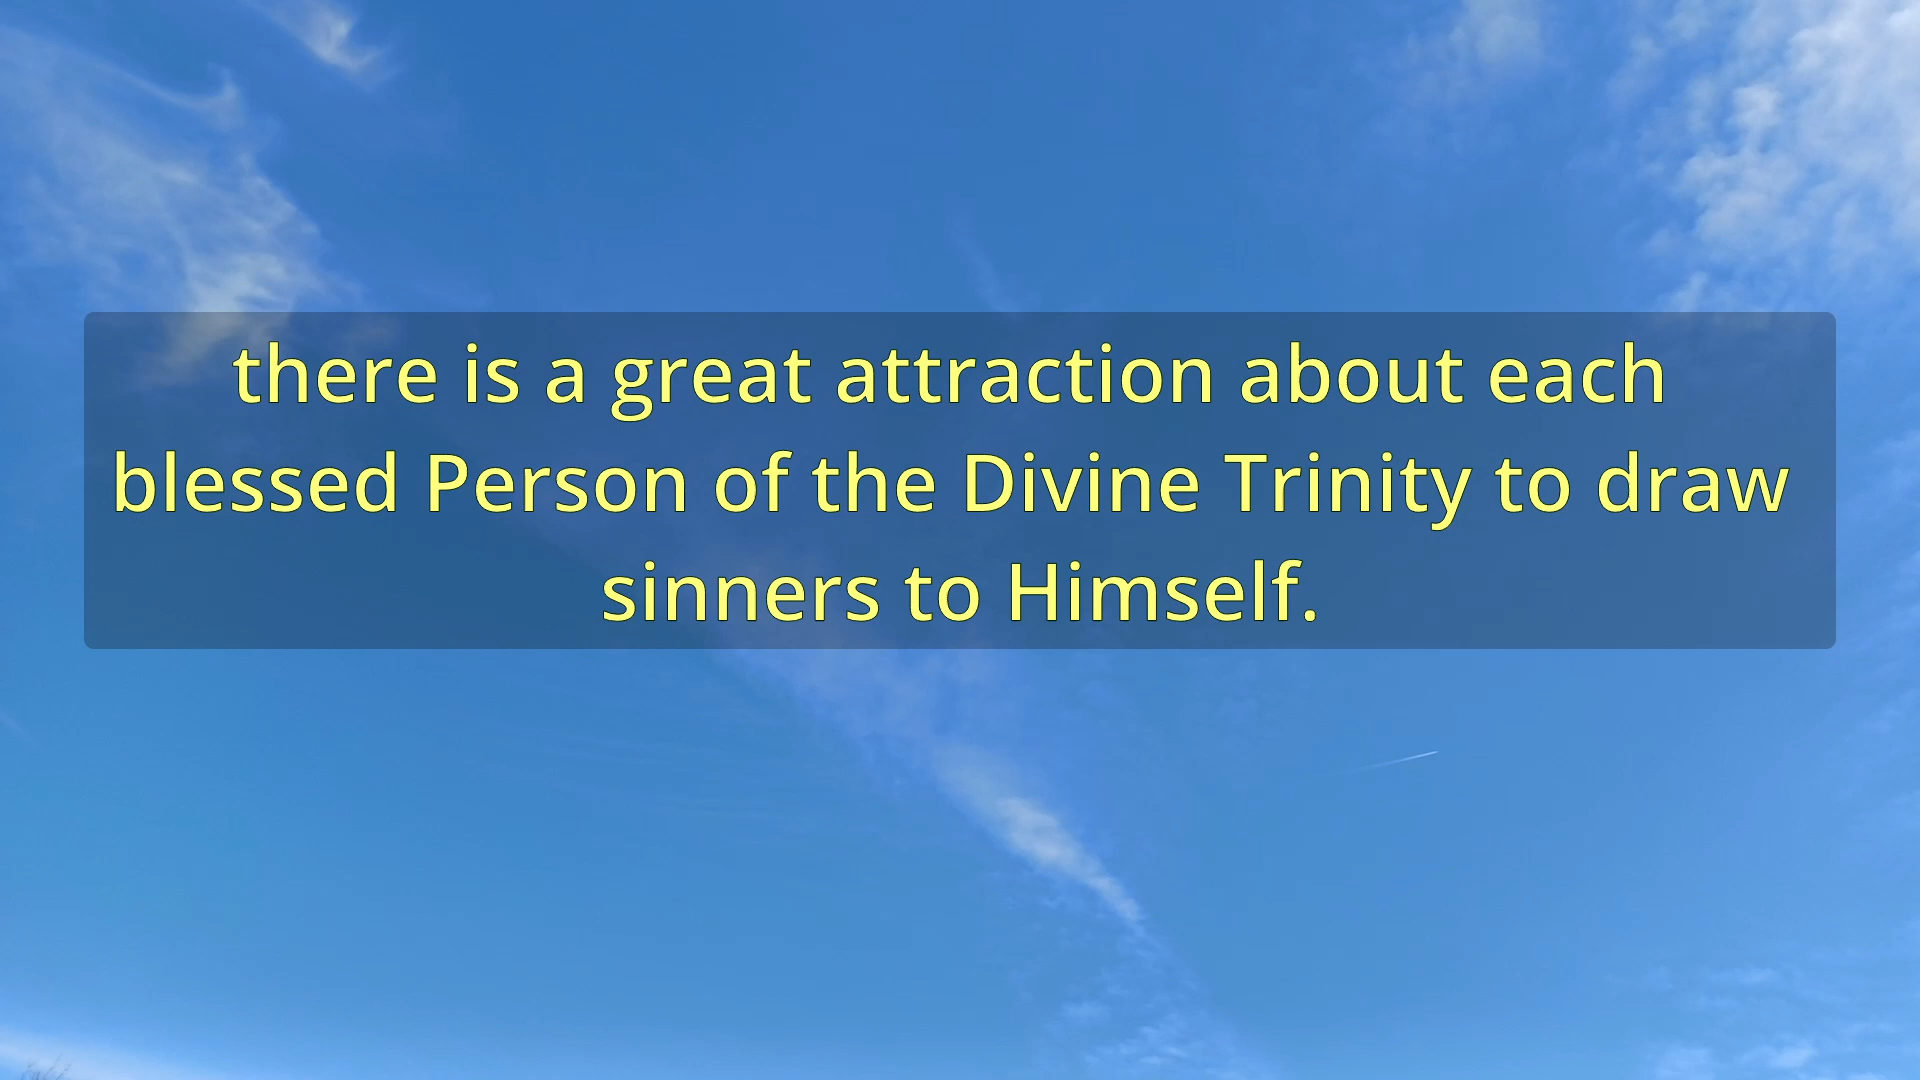 there is a great attraction about each
blessed Person of the Divine Trinity to draw
sinners to Himself.